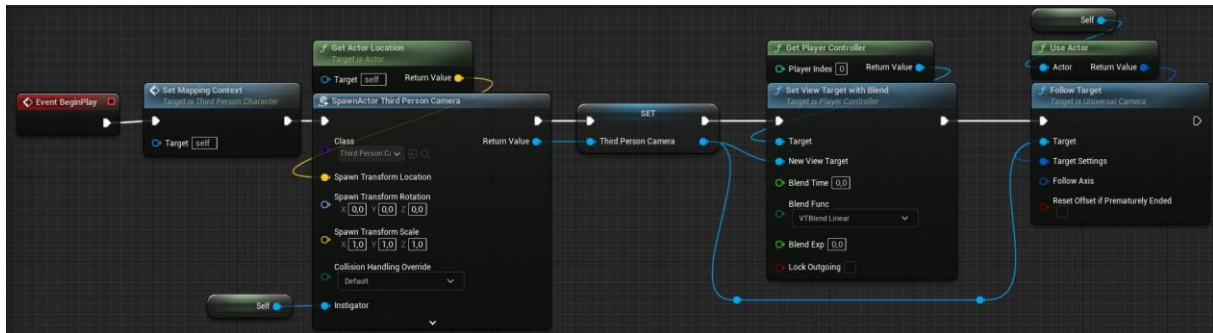 Event BeginPlay
Set Mapping Context
Target is Third Person Character
Target self
Get Actor Location
Target is Actor
Target self Return Value
SpawnActor Third Person Camera
Class Return Value
Third Person Ca
Spawn Transform Location
Spawn Transform Rotation
X 0,0 Y 0,0 Z 0,0
Spawn Transform Scale
X 1,0 Y 1,0 Z 1,0
Collision Handling Override
Default
Instigator
Self
SET
Third Person Camera
Get Player Controller
Player Index 0 Return Value
Set View Target with Blend
Target is Player Controller
Target
New View Target
Blend Time 0,0
Blend Func
VTBlend Linear
Blend Exp 0,0
Lock Outgoing
Self
Use Actor
Actor Return Value
Follow Target
Target is Universal Camera
Target
Target Settings
Follow Axis
Reset Offset if Prematurely Ended